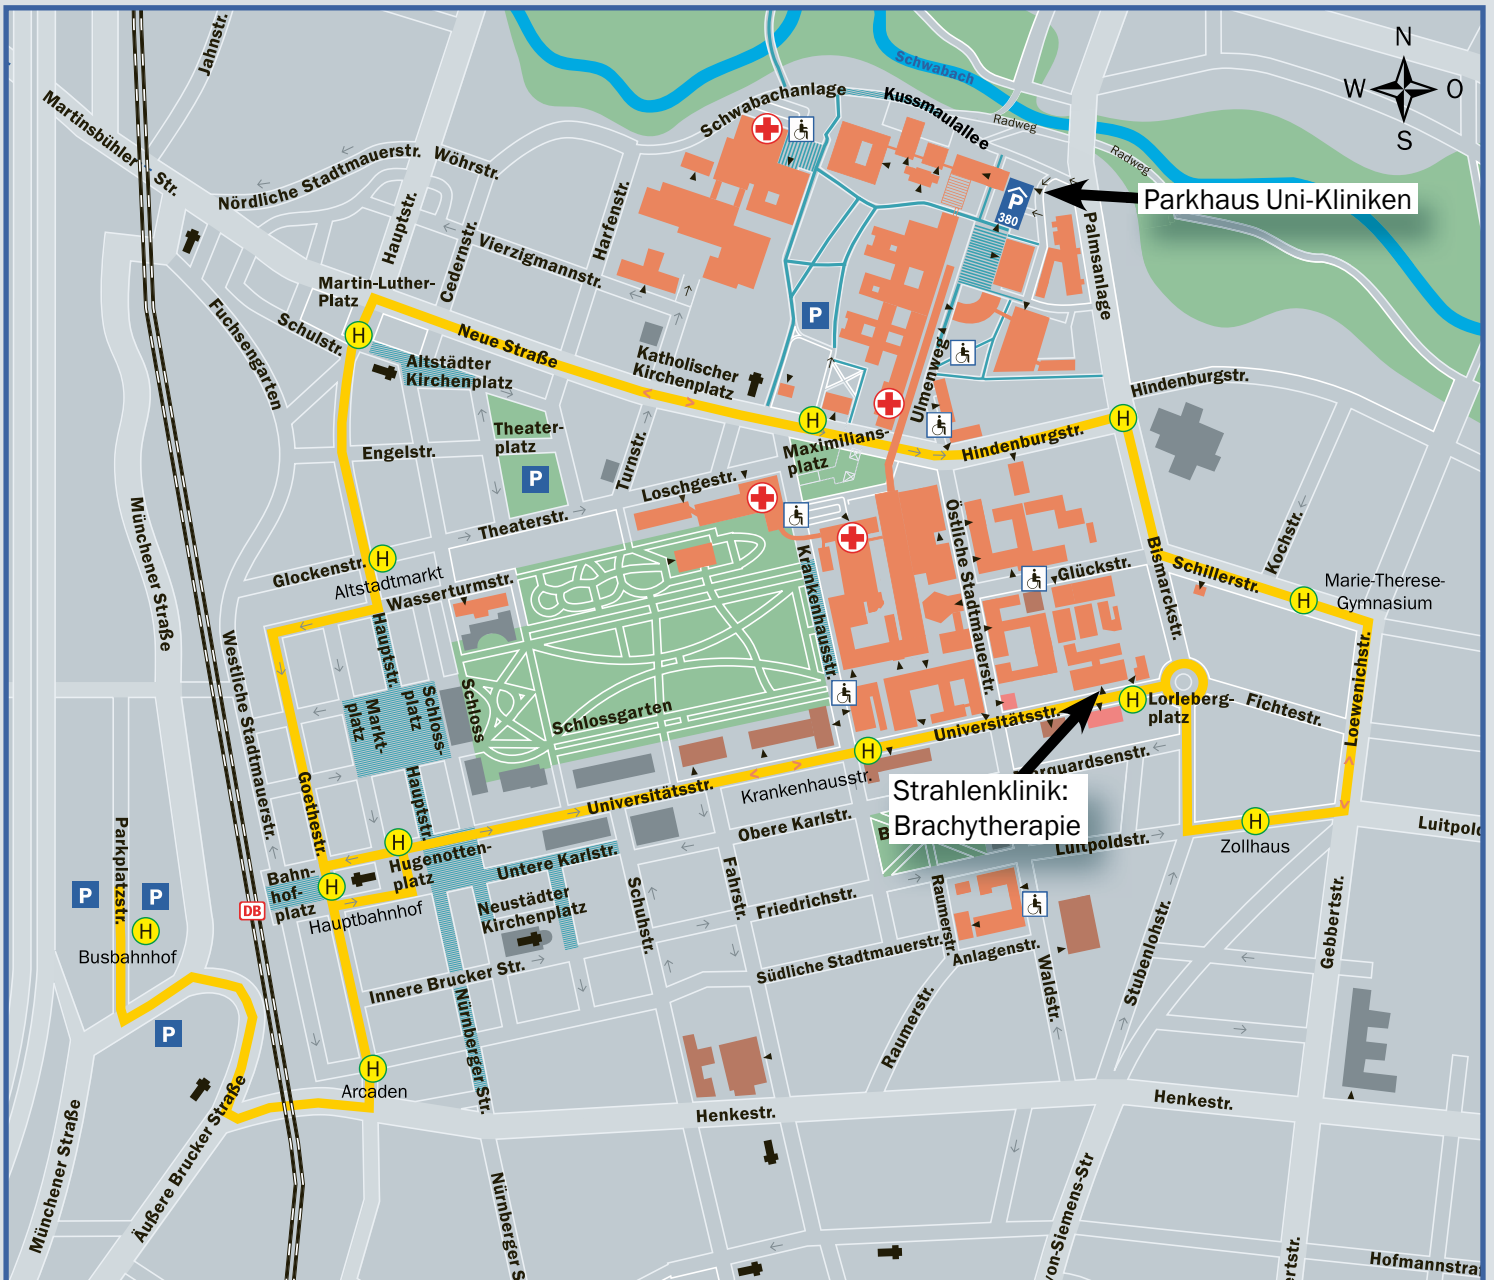 N
W
O
S
Jahnstr.
Martinsbühler Str.
Nördliche Stadtmauerstr.
Wöhrstr.
Hauptstr.
Cedernstr.
Vierzigmannstr.
Harfenstr.
Schwabachanlage
Kussmaulallee
Schwabach
Radweg
Radweg
P
380
Parkhaus Uni-Kliniken
Palmsanlage
Martin-Luther-
Platz
Fuchsengarten
Schulstr.
H
Altstädter
Kirchenplatz
Neue Straße
Katholischer
Kirchenplatz
P
Ulmenweg
Hindenburgstr.
H
H
Maximilians-
platz
Hindenburgstr.
Theater-
platz
P
Engelstr.
Turnstr.
Loschgestr.
Theaterstr.
Münchener Straße
Glockenstr.
H
Altstadtmarkt
Wasserturmstr.
Krankenhausstr.
Östliche Stadtmauerstr.
Glückstr.
Bismarckstr.
Schillerstr.
Kochstr.
H
Marie-Therese-
Gymnasium
Westliche Stadtmauerstr.
Hauptstr.
Markt-
platz
Schloss-
platz
Schloss
Schlossgarten
Universitätsstr.
H
Lorleberg-
platz
Fichtestr.
Loewenichstr.
Goethestr.
Hauptstr.
Universitätsstr.
H
Krankenhausstr.
Strahlenklinik:
Brachytherapie
Obere Karlstr.
Luitpoldstr.
H
Zollhaus
Parkplatzstr.
P
P
H
Busbahnhof
DB
Bahn-
hof-
platz
H
H
Hugenotten-
platz
Hauptbahnhof
Untere Karlstr.
Neustädter
Kirchenplatz
Schuhstr.
Fahrstr.
Friedrichstr.
Raumerstr.
Südliche Stadtmauerstr.
Anlagenstr.
Waldstr.
Stubenlohstr.
Gebbertstr.
Innere Brucker Str.
Nürnberger Str.
Raumerstr.
P
H
Arcaden
Henkestr.
Henkestr.
Münchener Straße
Äußere Brucker Straße
Hofmannstra